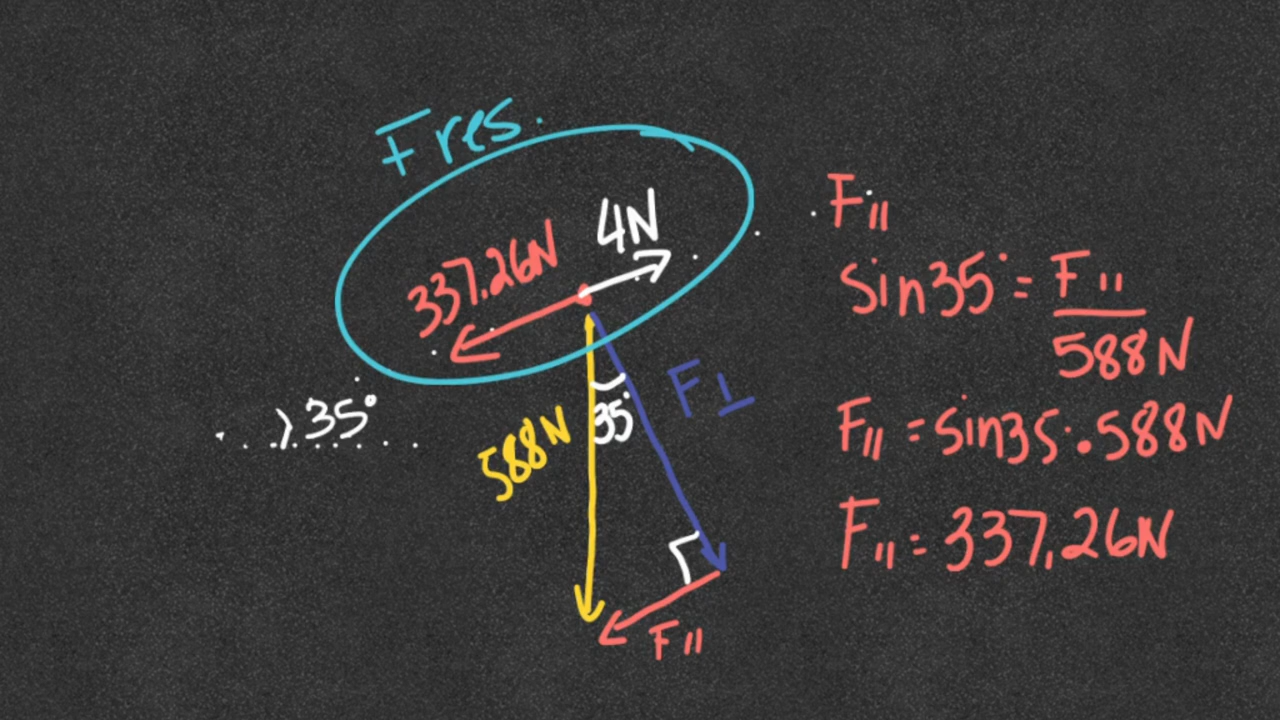 Fres.
4N
337,26N
35°
588N
35°
F⊥
F//
F//
Sin35° = F// / 588N
F// = Sin35° . 588N
F// = 337,26N